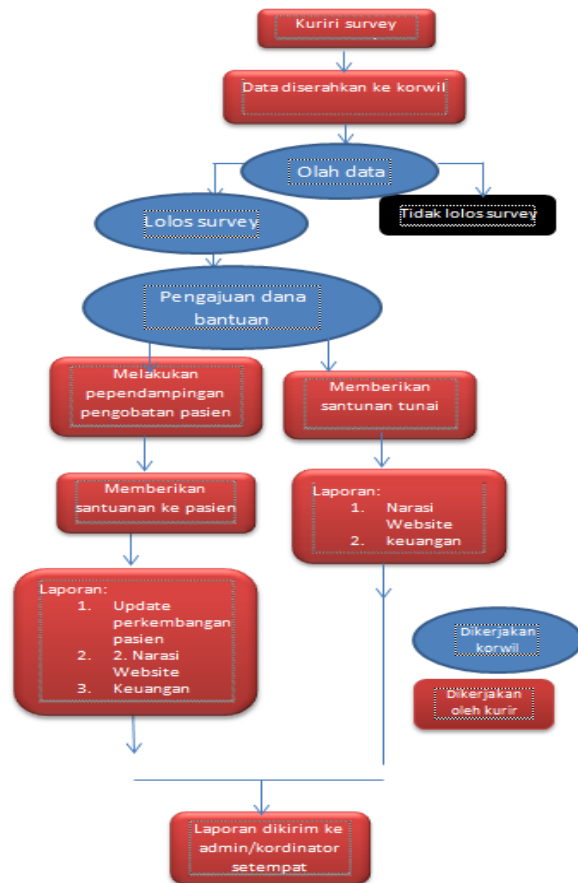 Kuriri survey
Data diserahkan ke korwil
Olah data
Lolos survey
Tidak lolos survey
Pengajuan dana
bantuan
Melakukan
pependampingan
pengobatan pasien
Memberikan
santunan tunai
Memberikan
santuanan ke pasien
Laporan:
1. Narasi
Website
2. keuangan
Laporan:
1. Update
perkembangan
pasien
2. 2. Narasi
Website
3. Keuangan
Dikerjakan
korwil
Dikerjakan
oleh kurir
Laporan dikirim ke
admin/kordinator
setempat